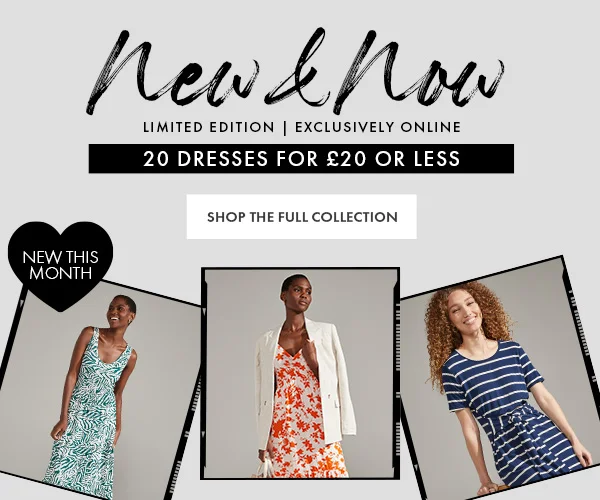 New & Now
LIMITED EDITION | EXCLUSIVELY ONLINE
20 DRESSES FOR £20 OR LESS
SHOP THE FULL COLLECTION
NEW THIS
MONTH